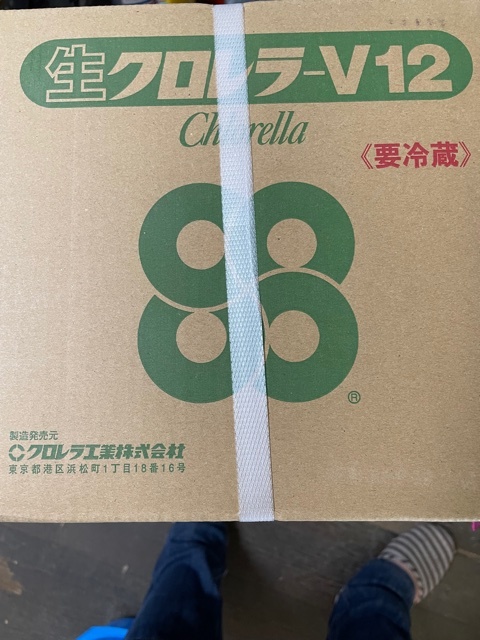 生クロレラ-V12
Chlorella
《要冷蔵》
®
製造発売元
クロレラ工業株式会社
東京都港区浜松町1丁目18番16号